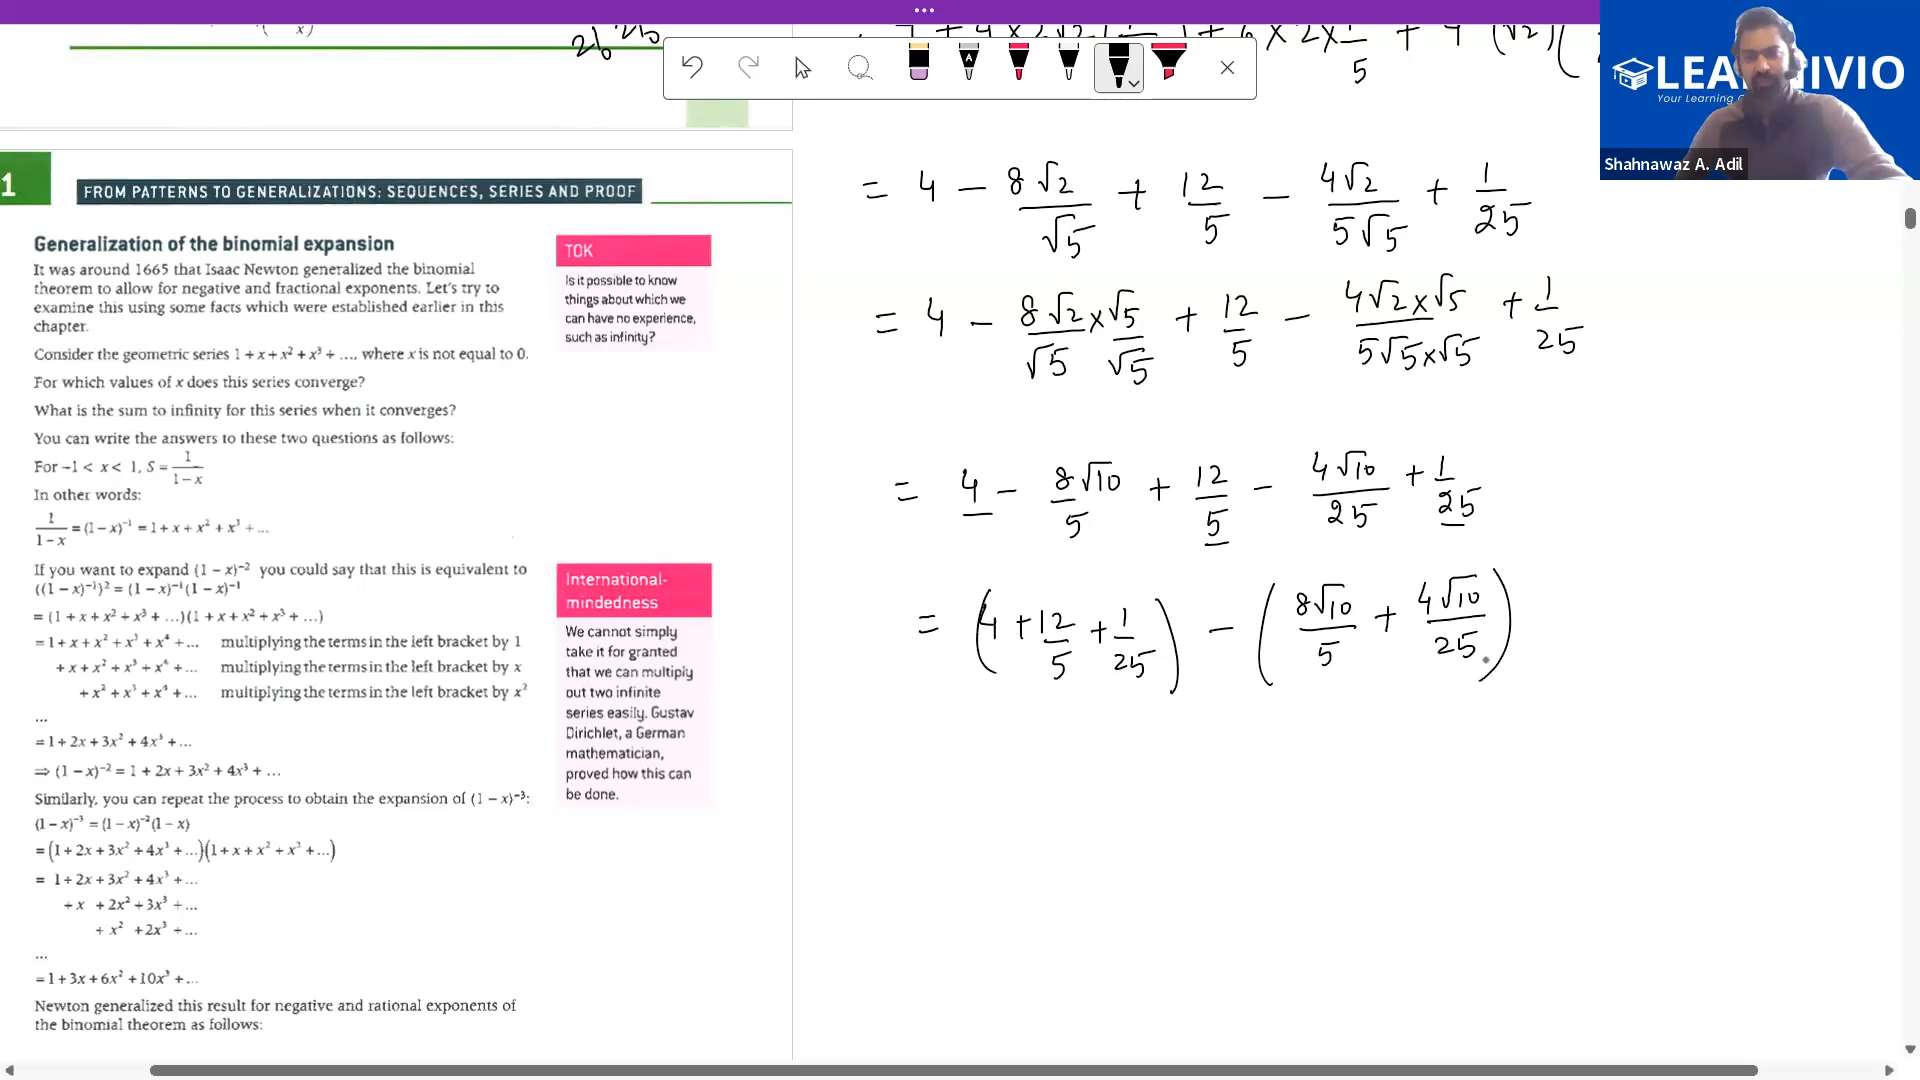 26 26
= 4 - 8√2/√5 + 12/5 - 4√2/5√5 + 1/25
= 4 - 8√2×√5/√5 √5 + 12/5 - 4√2×√5/5√5×√5 + 1/25
= 4 - 8√10/5 + 12/5 - 4√10/25 + 1/25
= (4 + 12/5 + 1/25) - (8√10/5 + 4√10/25)
LEA IVIO
Your Learning
Shahnawaz A. Adil
1
FROM PATTERNS TO GENERALIZATIONS: SEQUENCES, SERIES AND PROOF
Generalization of the binomial expansion
It was around 1665 that Isaac Newton generalized the binomial
theorem to allow for negative and fractional exponents. Let's try to
examine this using some facts which were established earlier in this
chapter.
Consider the geometric series 1 + x + x² + x³ + ...., where x is not equal to 0.
For which values of x does this series converge?
What is the sum to infinity for this series when it converges?
You can write the answers to these two questions as follows:
For -1 < x < 1, S = 1/1-x
In other words:
1/1-x = (1 - x)⁻¹ = 1 + x + x² + x³ + ...
If you want to expand (1 - x)⁻² you could say that this is equivalent to
((1 - x)⁻¹)² = (1 - x)⁻¹(1 - x)⁻¹
= (1 + x + x² + x³ + ...)(1 + x + x² + x³ + ...)
= 1 + x + x² + x³ + x⁴ + ... multiplying the terms in the left bracket by 1
+ x + x² + x³ + x⁴ + ... multiplying the terms in the left bracket by x
+ x² + x³ + x⁴ + ... multiplying the terms in the left bracket by x²
...
= 1 + 2x + 3x² + 4x³ + ...
⇒ (1 - x)⁻² = 1 + 2x + 3x² + 4x³ + ...
Similarly, you can repeat the process to obtain the expansion of (1 - x)⁻³:
(1 - x)⁻³ = (1 - x)⁻²(1 - x)
= (1 + 2x + 3x² + 4x³ + ...)(1 + x + x² + x³ + ...)
= 1 + 2x + 3x² + 4x³ + ...
+ x + 2x² + 3x³ + ...
+ x² + 2x³ + ...
...
= 1 + 3x + 6x² + 10x³ + ...
Newton generalized this result for negative and rational exponents of
the binomial theorem as follows:
TOK
Is it possible to know
things about which we
can have no experience,
such as infinity?
International-
mindedness
We cannot simply
take it for granted
that we can multiply
out two infinite
series easily. Gustav
Dirichlet, a German
mathematician,
proved how this can
be done.